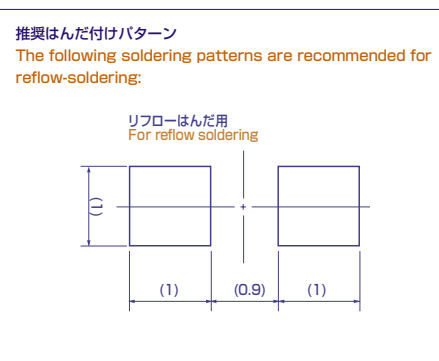 推奨はんだ付けパターン
The following soldering patterns are recommended for
reflow-soldering:
リフローはんだ用
For reflow soldering
(1)
(1)
(0.9)
(1)